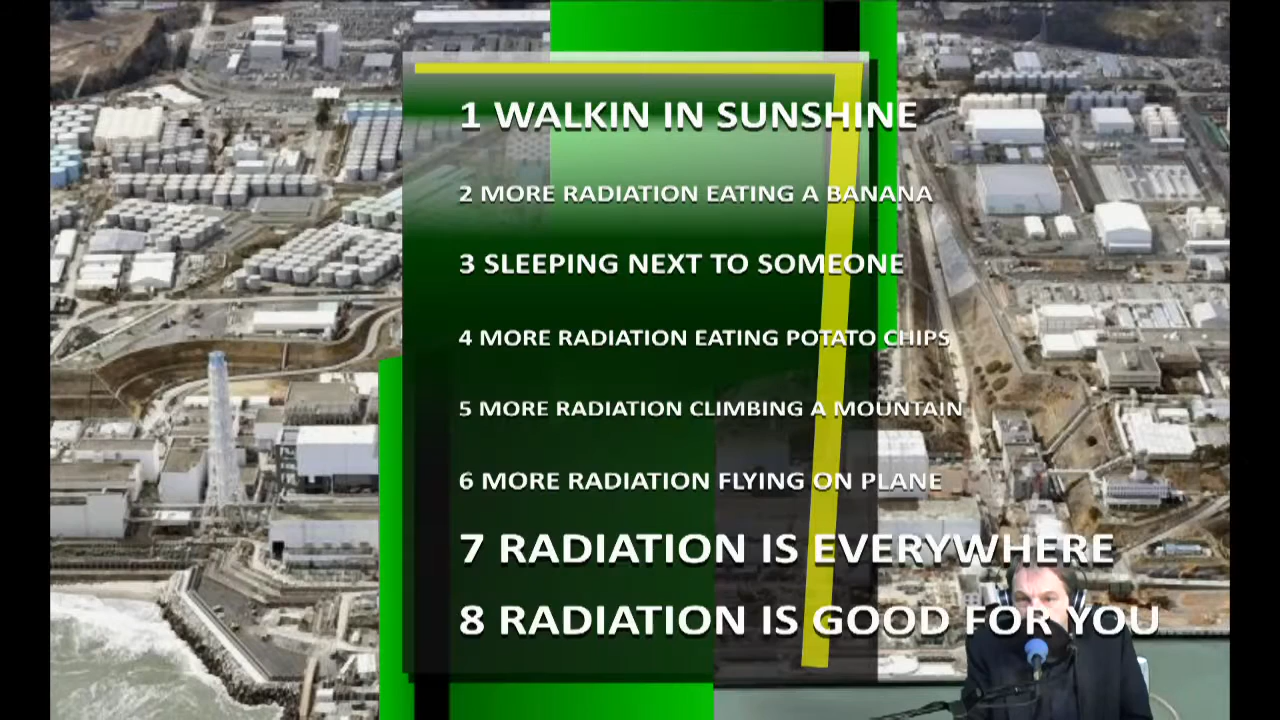 1 WALKIN IN SUNSHINE
2 MORE RADIATION EATING A BANANA
3 SLEEPING NEXT TO SOMEONE
4 MORE RADIATION EATING POTATO CHIPS
5 MORE RADIATION CLIMBING A MOUNTAIN
6 MORE RADIATION FLYING ON PLANE
7 RADIATION IS EVERYWHERE
8 RADIATION IS GOOD FOR YOU